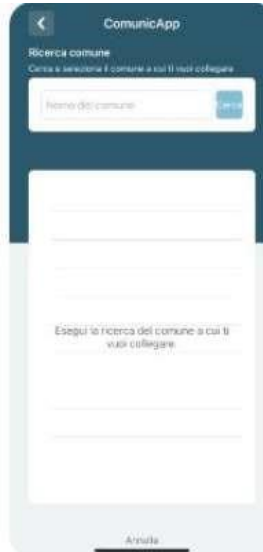 ComunicApp
Ricerca comune
Cerca e seleziona il comune a cui ti vuoi collegare
Nome del comune
Cerca
Esegui la ricerca del comune a cui ti
vuoi collegare
Annulla